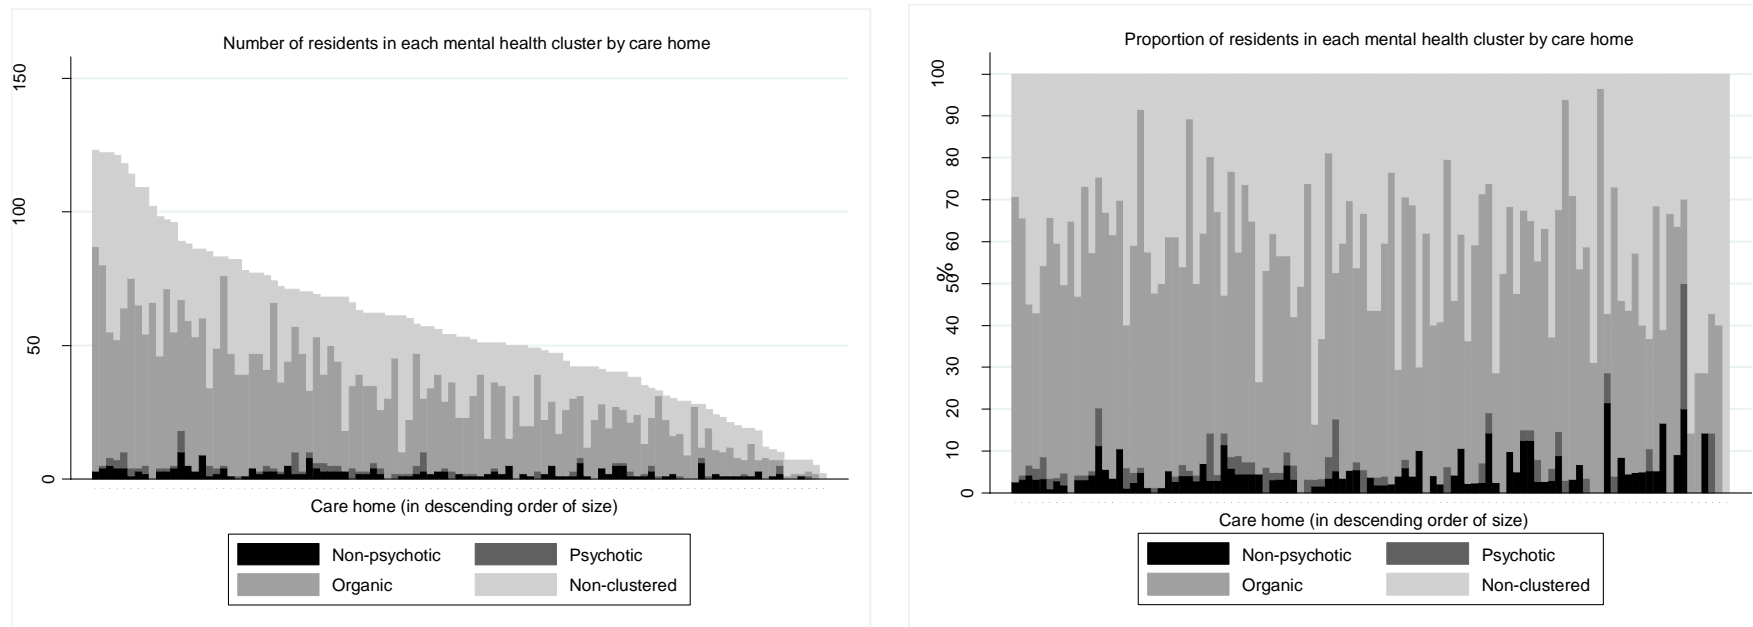 Number of residents in each mental health cluster by care home
150
100
50
0
Care home (in descending order of size)
Non-psychotic Psychotic
Organic Non-clustered
Proportion of residents in each mental health cluster by care home
100
90
80
70
60
%
50
40
30
20
10
0
Care home (in descending order of size)
Non-psychotic Psychotic
Organic Non-clustered